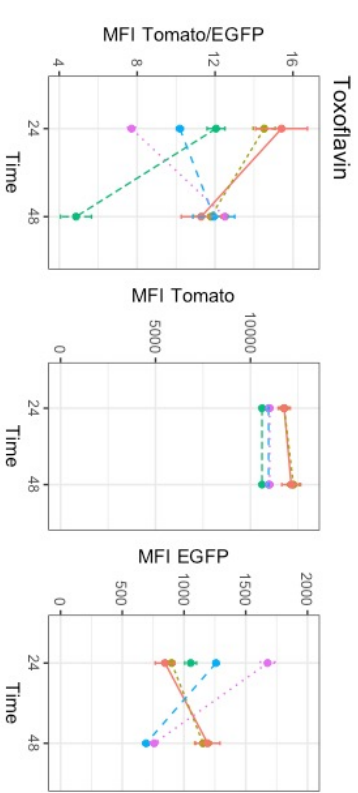 Toxoflavin
MFI Tomato/EGFP
4 8 12 16
24 48
Time
MFI Tomato
0 5000 10000
24 48
Time
MFI EGFP
0 500 1000 1500 2000
24 48
Time